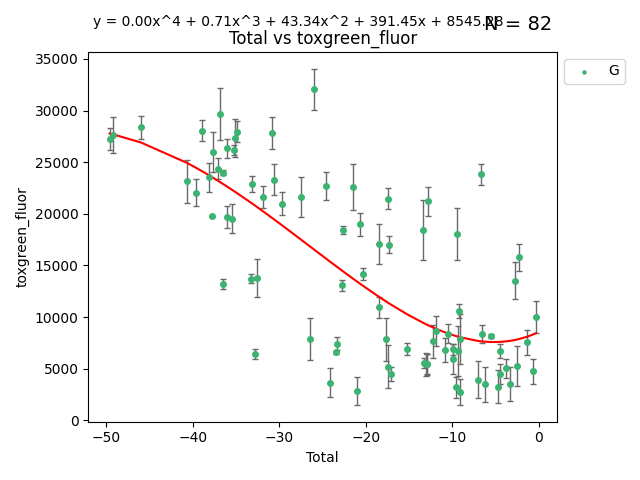 y = 0.00x^4 + 0.71x^3 + 43.34x^2 + 391.45x + 8545.28
N = 82
Total vs toxgreen_fluor
G
toxgreen_fluor
35000
30000
25000
20000
15000
10000
5000
0
−50
−40
−30
−20
−10
0
Total